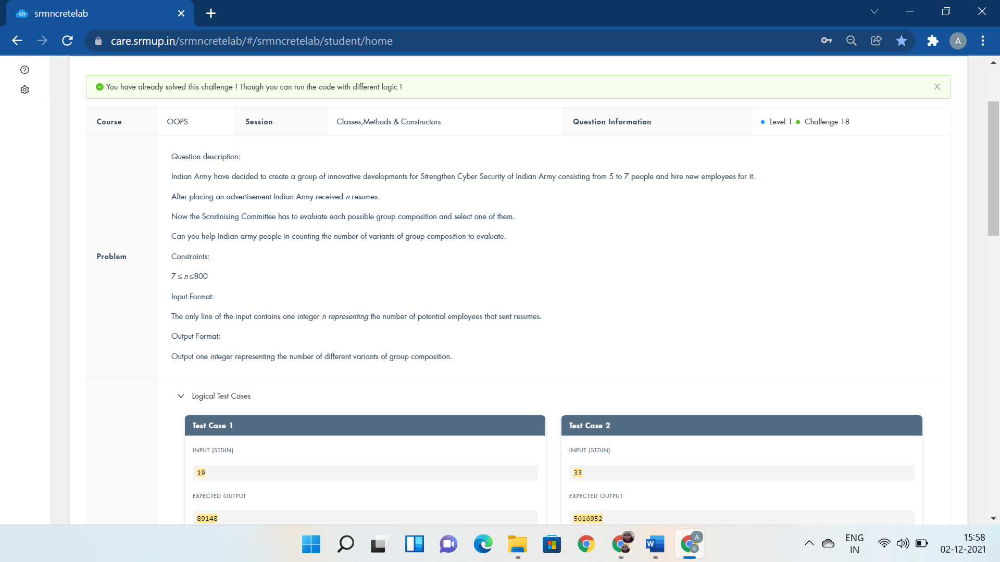 srmncretelab
care.srmup.in/srmncretelab/#/srmncretelab/student/home
A
You have already solved this challenge ! Though you can run the code with different logic !
Course OOPS Session Classes,Methods & Constructors Question Information Level 1 Challenge 18
Problem
Question description:
Indian Army have decided to create a group of innovative developments for Strengthen Cyber Security of Indian Army consisting from 5 to 7 people and hire new employees for it.
After placing an advertisement Indian Army received n resumes.
Now the Scrutinising Committee has to evaluate each possible group composition and select one of them.
Can you help Indian army people in counting the number of variants of group composition to evaluate.
Constraints:
7 ≤ n ≤800
Input Format:
The only line of the input contains one integer n representing the number of potential employees that sent resumes.
Output Format:
Output one integer representing the number of different variants of group composition.
Logical Test Cases
Test Case 1
INPUT (STDIN)
19
EXPECTED OUTPUT
89148
Test Case 2
INPUT (STDIN)
33
EXPECTED OUTPUT
5616952
W
A
A
ENG
IN
15:58
02-12-2021